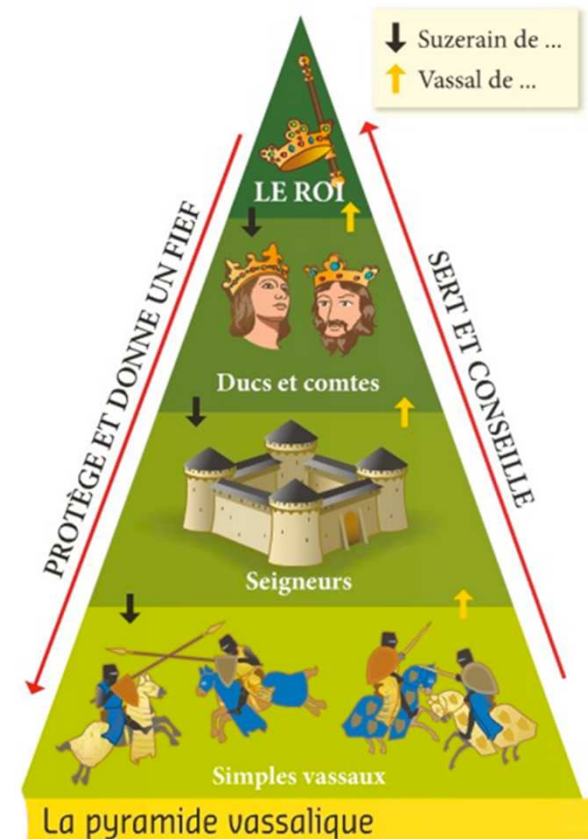 Suzerain de ...
Vassal de ...
LE ROI
PROTÈGE ET DONNE UN FIEF
SERT ET CONSEILLE
Ducs et comtes
Seigneurs
Simples vassaux
La pyramide vassalique